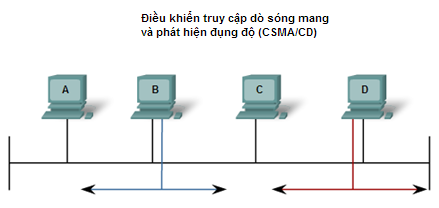 Điều khiển truy cập dò sóng mang
và phát hiện đụng độ (CSMA/CD)
A B C D